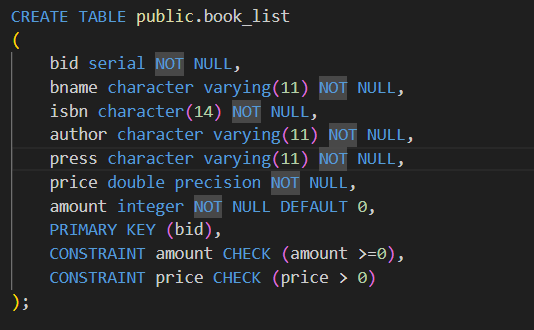 CREATE TABLE public.book_list
(
    bid serial NOT NULL,
    bname character varying(11) NOT NULL,
    isbn character(14) NOT NULL,
    author character varying(11) NOT NULL,
    press character varying(11) NOT NULL,
    price double precision NOT NULL,
    amount integer NOT NULL DEFAULT 0,
    PRIMARY KEY (bid),
    CONSTRAINT amount CHECK (amount >=0),
    CONSTRAINT price CHECK (price > 0)
);